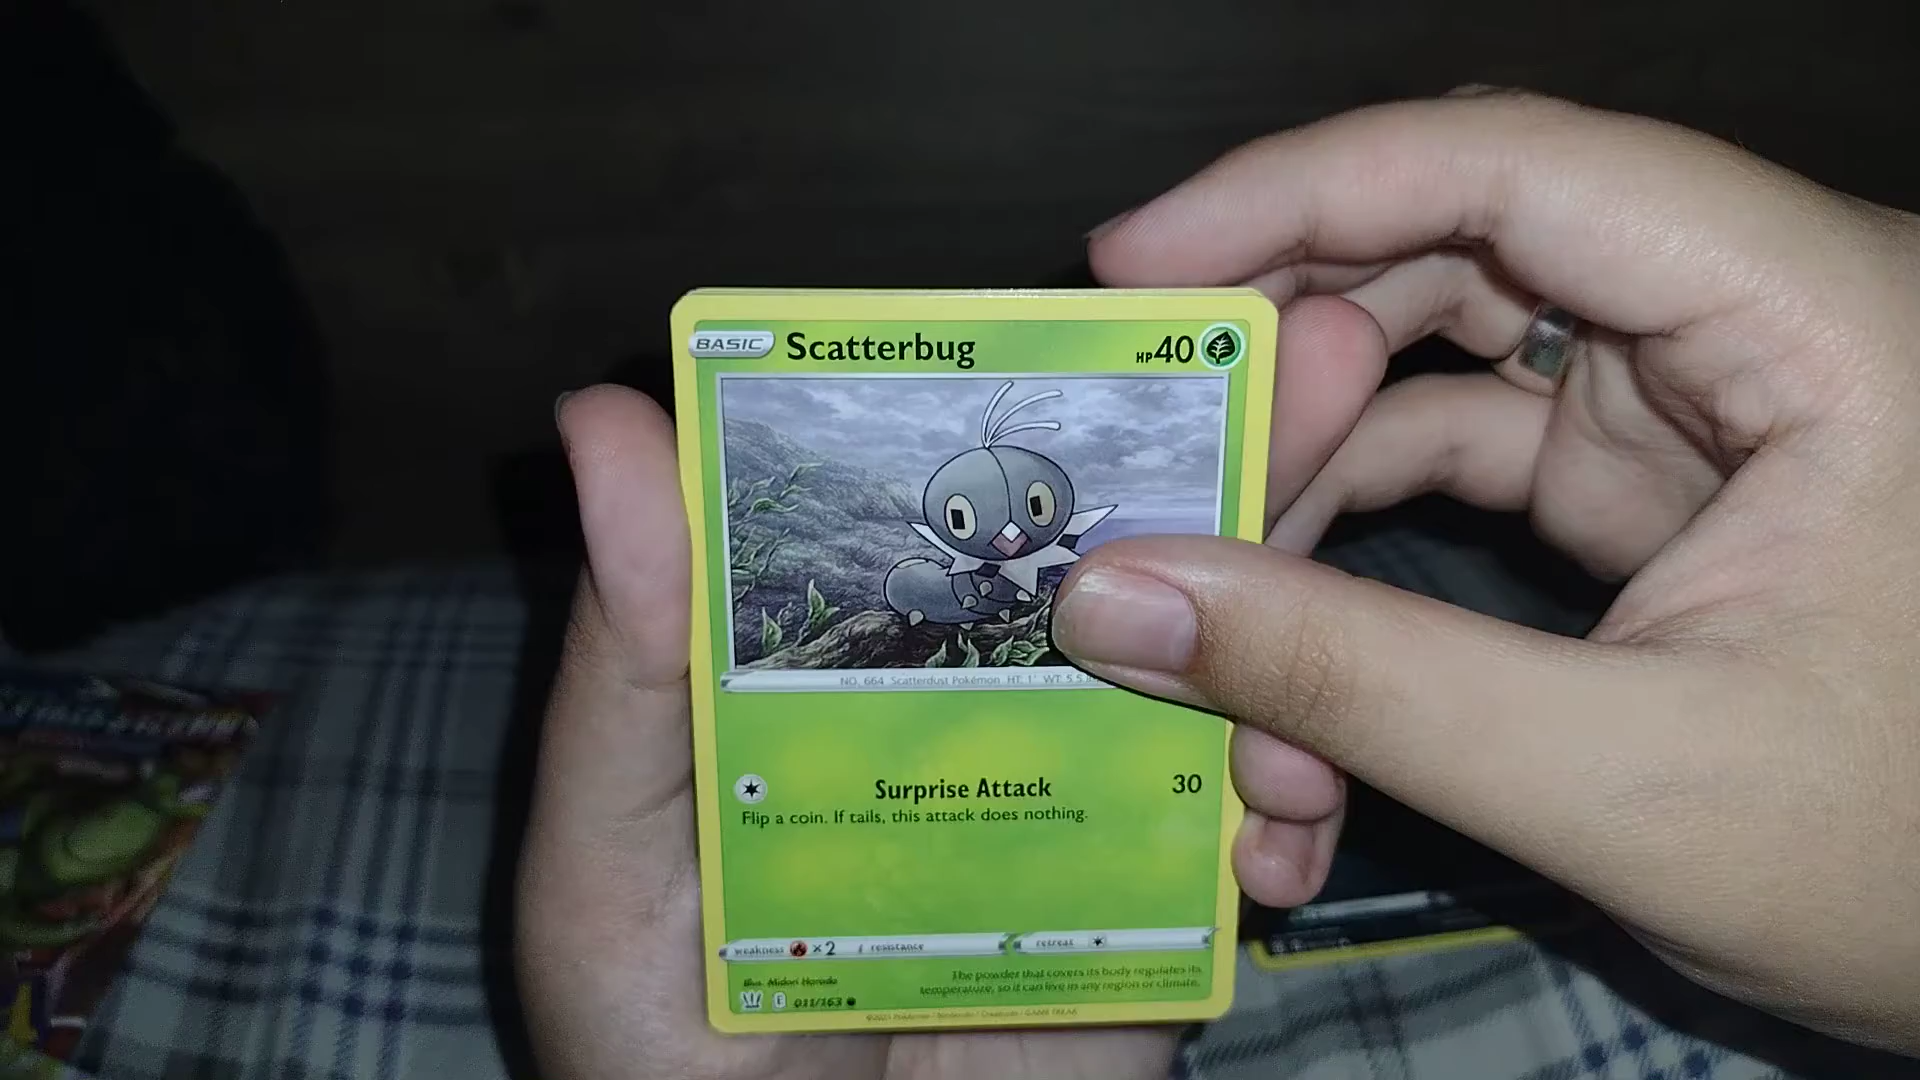 BASIC Scatterbug HP 40
NO. 664 Scatterdust Pokémon HT: 1' WT: 5.5
Surprise Attack 30
Flip a coin. If tails, this attack does nothing.
weakness ×2 resistance retreat
Illus. Midori Harada
The powder that covers its body regulates its
temperature, so it can live in any region or climate.
E 011/163
©2021 Pokémon / Nintendo / Creatures / GAME FREAK